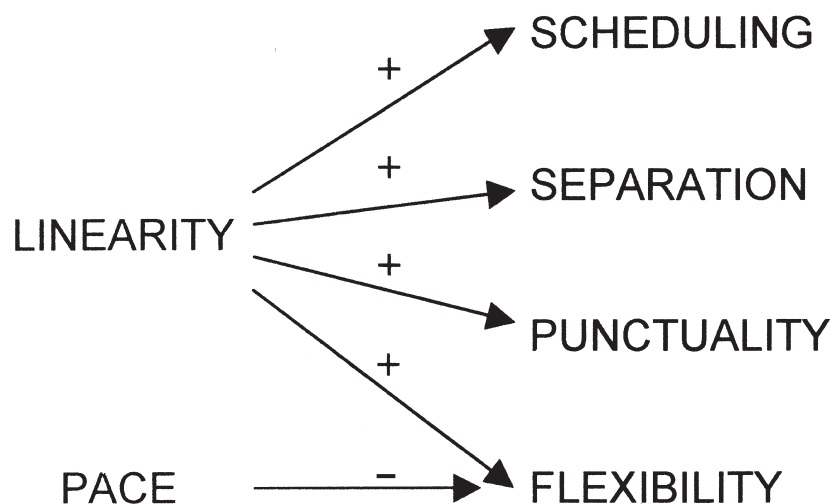 SCHEDULING
+
+
SEPARATION
LINEARITY
+
PUNCTUALITY
+
PACE
–
FLEXIBILITY